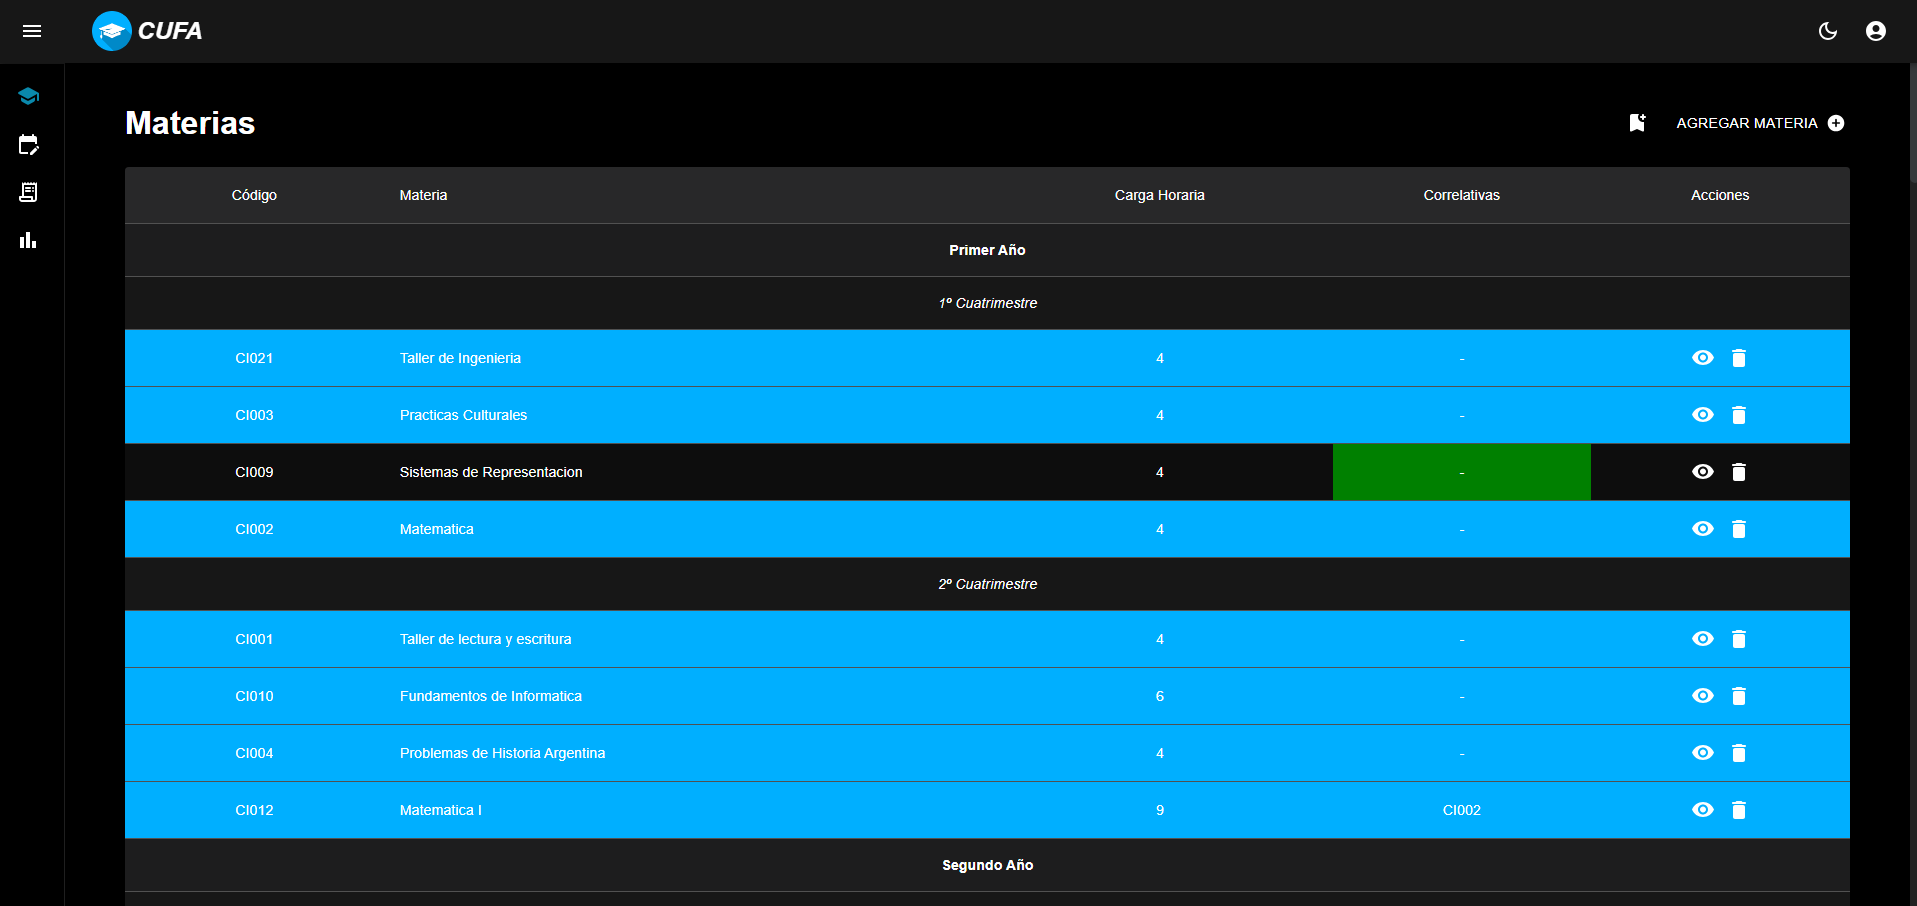 CUFA
Materias
AGREGAR MATERIA
Código Materia Carga Horaria Correlativas Acciones
Primer Año
1º Cuatrimestre
CI021 Taller de Ingenieria 4 -
CI003 Practicas Culturales 4 -
CI009 Sistemas de Representacion 4 -
CI002 Matematica 4 -
2º Cuatrimestre
CI001 Taller de lectura y escritura 4 -
CI010 Fundamentos de Informatica 6 -
CI004 Problemas de Historia Argentina 4 -
CI012 Matematica I 9 CI002
Segundo Año